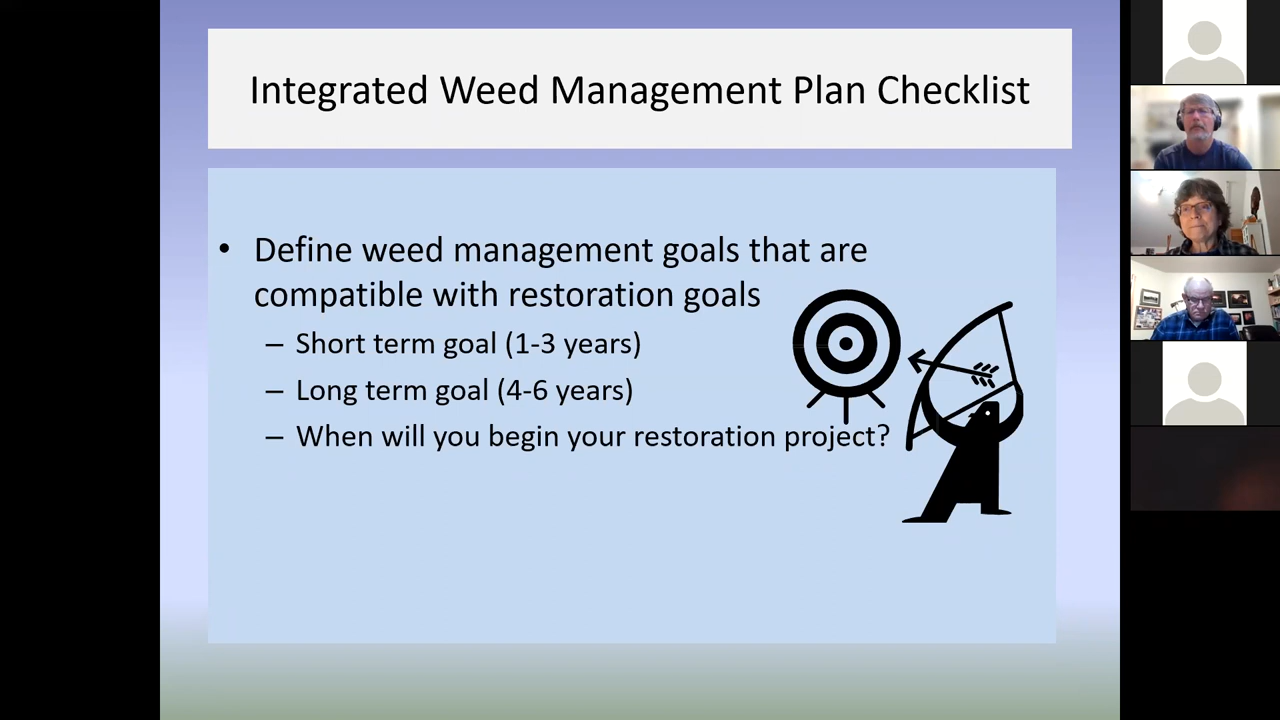 Integrated Weed Management Plan Checklist
• Define weed management goals that are
compatible with restoration goals
– Short term goal (1-3 years)
– Long term goal (4-6 years)
– When will you begin your restoration project?